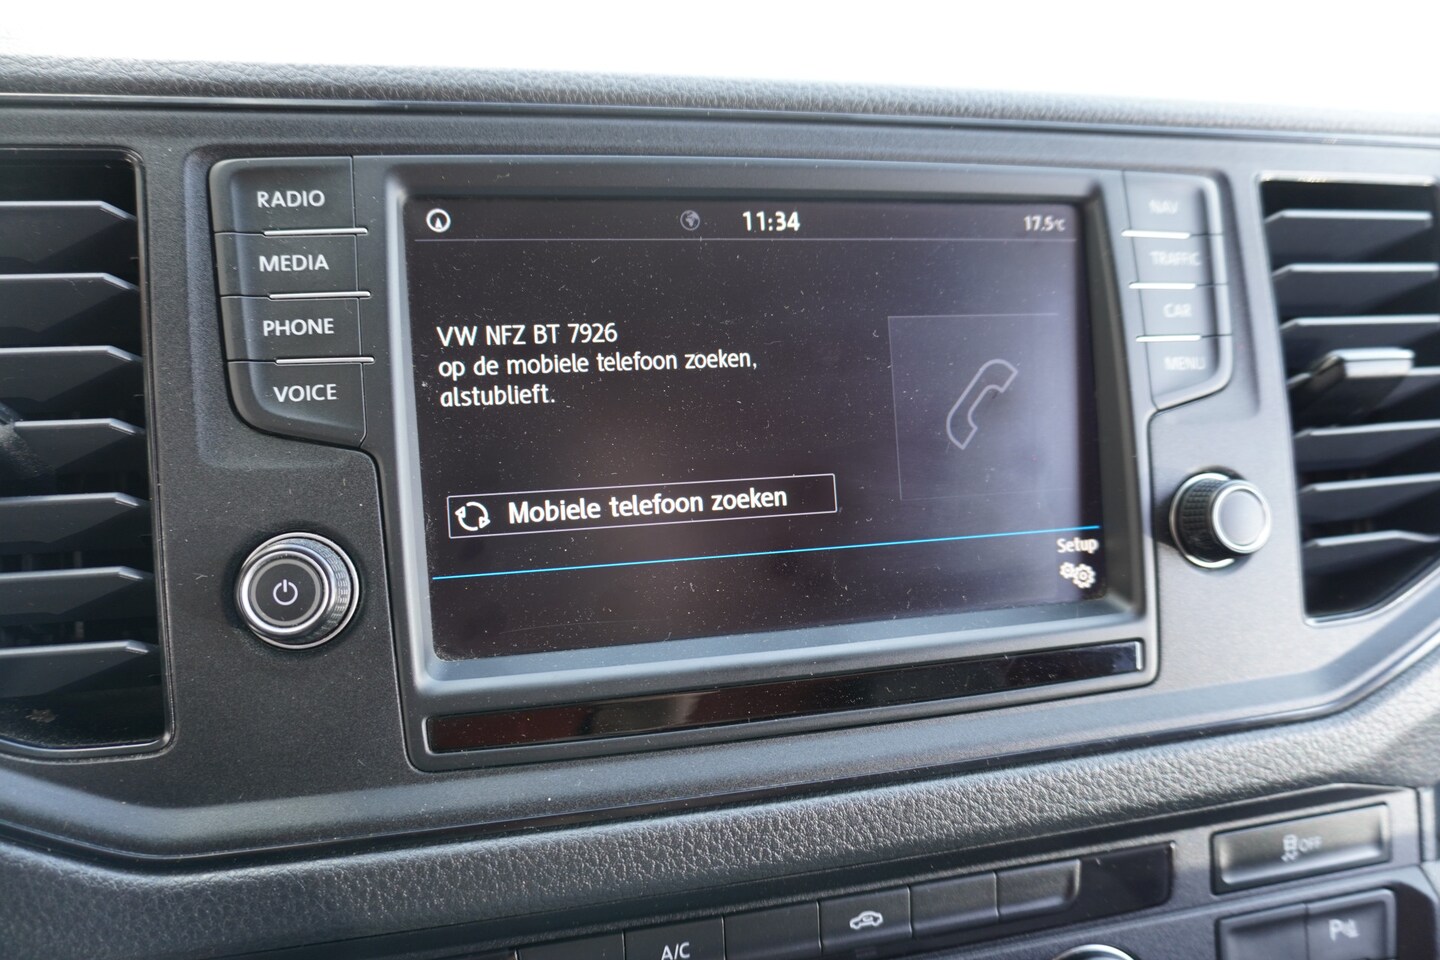 RADIO
MEDIA
PHONE
VOICE
11:34
17.5°C
VW NFZ BT 7926
op de mobiele telefoon zoeken,
alstublieft.
Mobiele telefoon zoeken
Setup
NAV
TRAFFIC
CAR
MENU
OFF
A/C
P